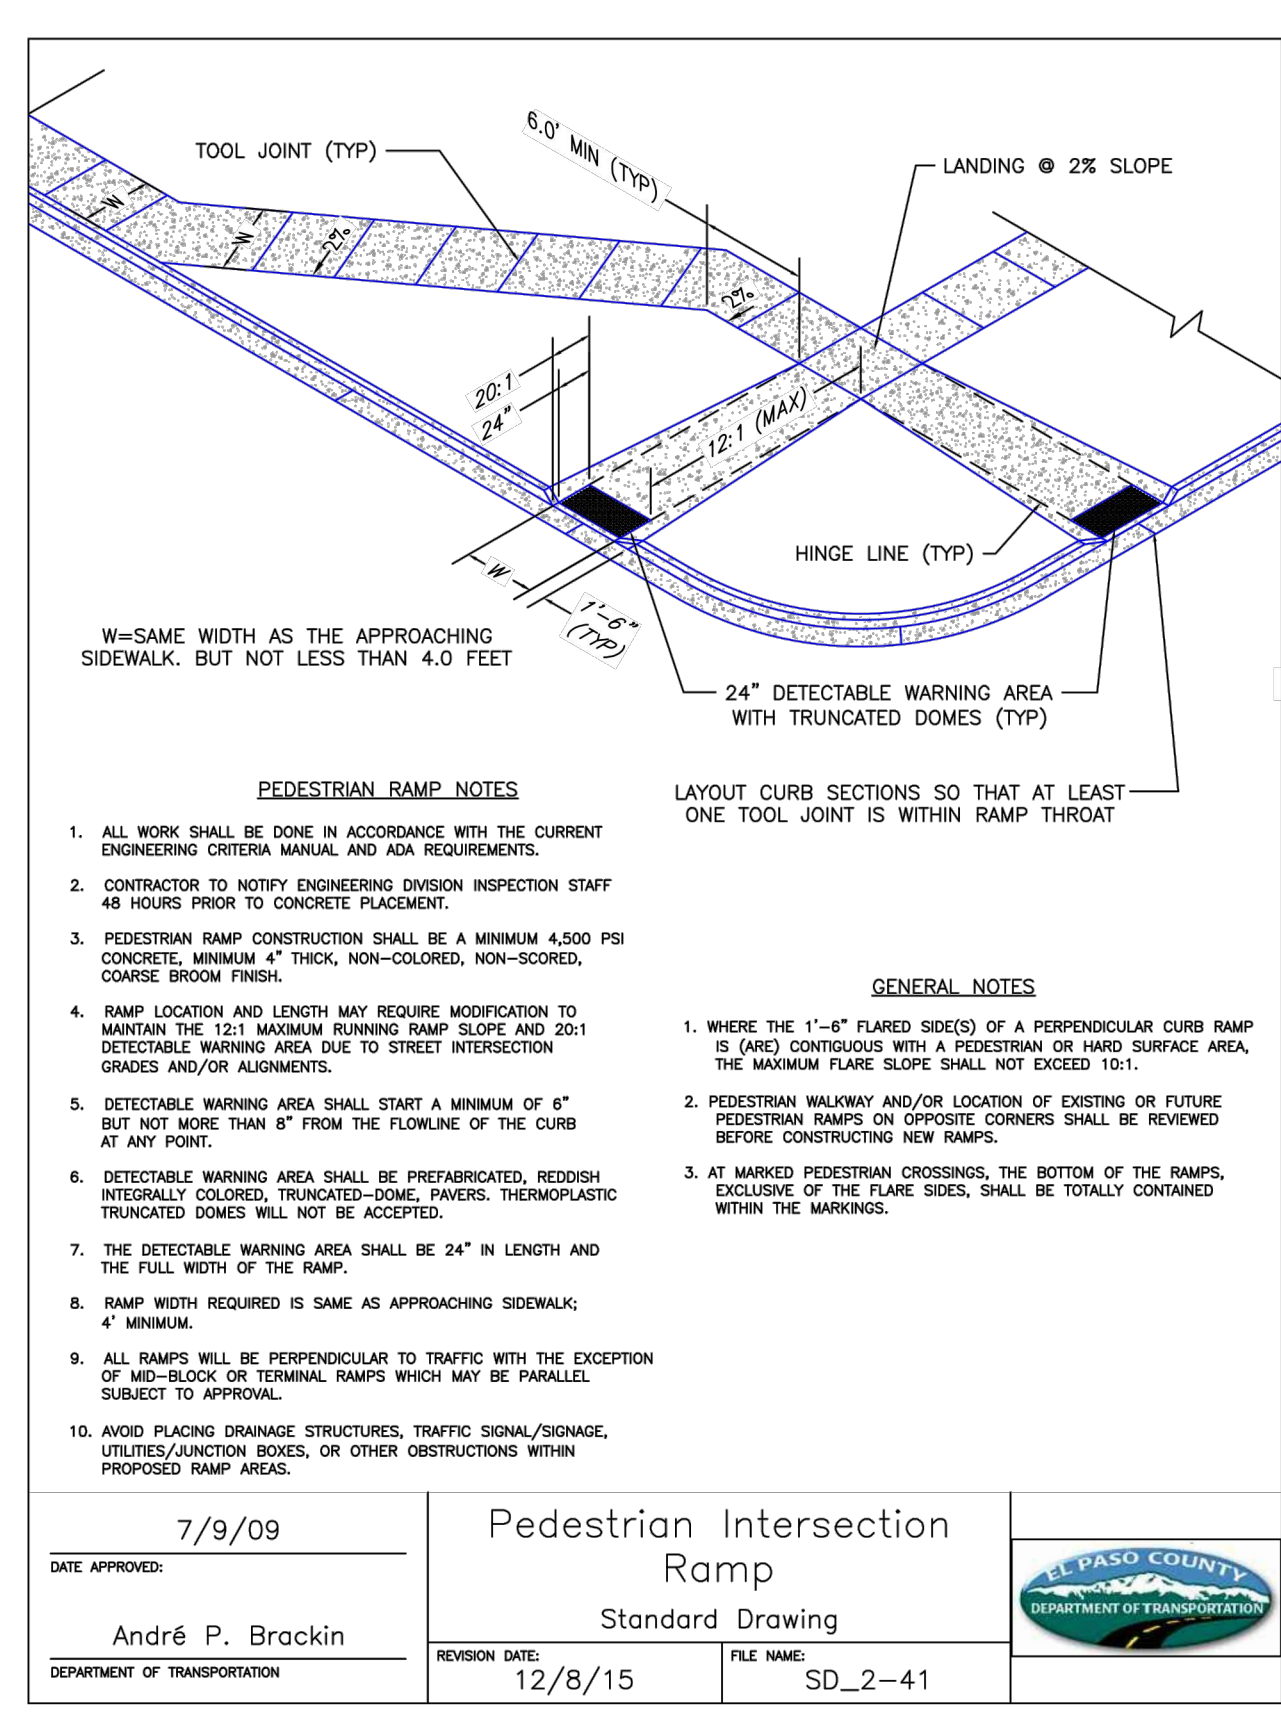 6.0' MIN (TYP)
TOOL JOINT (TYP)
LANDING @ 2% SLOPE
W
W
2%
2%
20:1
24"
12:1 (MAX)
HINGE LINE (TYP)
W
1'-6"
(TYP)
W=SAME WIDTH AS THE APPROACHING
SIDEWALK. BUT NOT LESS THAN 4.0 FEET
24" DETECTABLE WARNING AREA
WITH TRUNCATED DOMES (TYP)
LAYOUT CURB SECTIONS SO THAT AT LEAST
ONE TOOL JOINT IS WITHIN RAMP THROAT
PEDESTRIAN RAMP NOTES
1. ALL WORK SHALL BE DONE IN ACCORDANCE WITH THE CURRENT
ENGINEERING CRITERIA MANUAL AND ADA REQUIREMENTS.
2. CONTRACTOR TO NOTIFY ENGINEERING DIVISION INSPECTION STAFF
48 HOURS PRIOR TO CONCRETE PLACEMENT.
3. PEDESTRIAN RAMP CONSTRUCTION SHALL BE A MINIMUM 4,500 PSI
CONCRETE, MINIMUM 4" THICK, NON-COLORED, NON-SCORED,
COARSE BROOM FINISH.
4. RAMP LOCATION AND LENGTH MAY REQUIRE MODIFICATION TO
MAINTAIN THE 12:1 MAXIMUM RUNNING RAMP SLOPE AND 20:1
DETECTABLE WARNING AREA DUE TO STREET INTERSECTION
GRADES AND/OR ALIGNMENTS.
5. DETECTABLE WARNING AREA SHALL START A MINIMUM OF 6"
BUT NOT MORE THAN 8" FROM THE FLOWLINE OF THE CURB
AT ANY POINT.
6. DETECTABLE WARNING AREA SHALL BE PREFABRICATED, REDDISH
INTEGRALLY COLORED, TRUNCATED-DOME, PAVERS. THERMOPLASTIC
TRUNCATED DOMES WILL NOT BE ACCEPTED.
7. THE DETECTABLE WARNING AREA SHALL BE 24" IN LENGTH AND
THE FULL WIDTH OF THE RAMP.
8. RAMP WIDTH REQUIRED IS SAME AS APPROACHING SIDEWALK;
4' MINIMUM.
9. ALL RAMPS WILL BE PERPENDICULAR TO TRAFFIC WITH THE EXCEPTION
OF MID-BLOCK OR TERMINAL RAMPS WHICH MAY BE PARALLEL
SUBJECT TO APPROVAL.
10. AVOID PLACING DRAINAGE STRUCTURES, TRAFFIC SIGNAL/SIGNAGE,
UTILITIES/JUNCTION BOXES, OR OTHER OBSTRUCTIONS WITHIN
PROPOSED RAMP AREAS.
GENERAL NOTES
1. WHERE THE 1'-6" FLARED SIDE(S) OF A PERPENDICULAR CURB RAMP
IS (ARE) CONTIGUOUS WITH A PEDESTRIAN OR HARD SURFACE AREA,
THE MAXIMUM FLARE SLOPE SHALL NOT EXCEED 10:1.
2. PEDESTRIAN WALKWAY AND/OR LOCATION OF EXISTING OR FUTURE
PEDESTRIAN RAMPS ON OPPOSITE CORNERS SHALL BE REVIEWED
BEFORE CONSTRUCTING NEW RAMPS.
3. AT MARKED PEDESTRIAN CROSSINGS, THE BOTTOM OF THE RAMPS,
EXCLUSIVE OF THE FLARE SIDES, SHALL BE TOTALLY CONTAINED
WITHIN THE MARKINGS.
7/9/09
DATE APPROVED:
André P. Brackin
DEPARTMENT OF TRANSPORTATION
Pedestrian Intersection
Ramp
Standard Drawing
REVISION DATE:
12/8/15
FILE NAME:
SD_2-41
EL PASO COUNTY
DEPARTMENT OF TRANSPORTATION